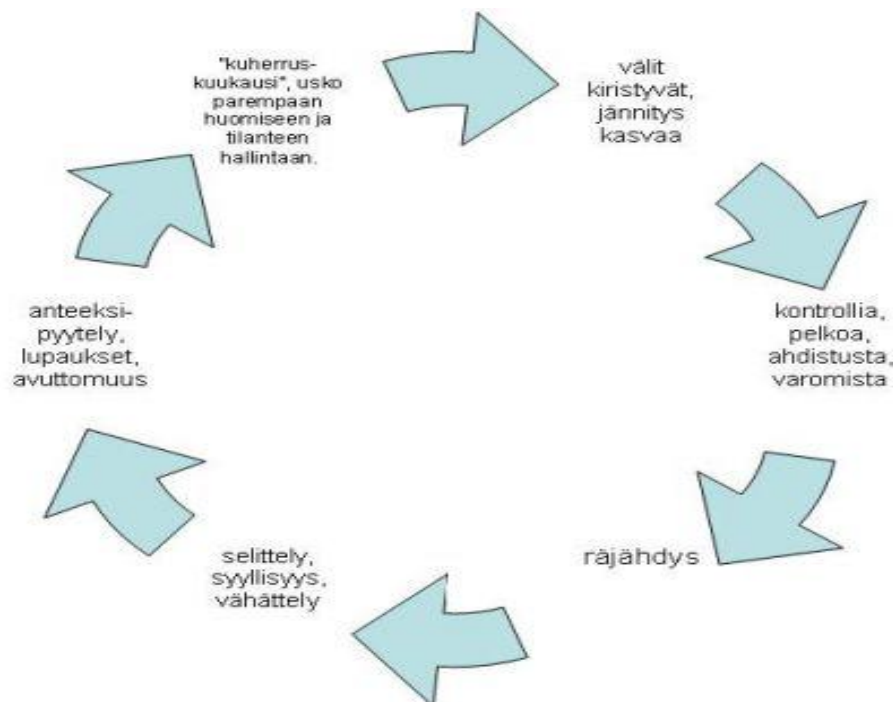 "kuherrus-
kuukausi", usko
parempaan
huomiseen ja
tilanteen
hallintaan.
välit
kiristyvät,
jännitys
kasvaa
kontrollia,
pelkoa,
ahdistusta,
varomista
räjähdys
selittely,
syyllisyys,
vähättely
anteeksi-
pyytely,
lupaukset,
avuttomuus